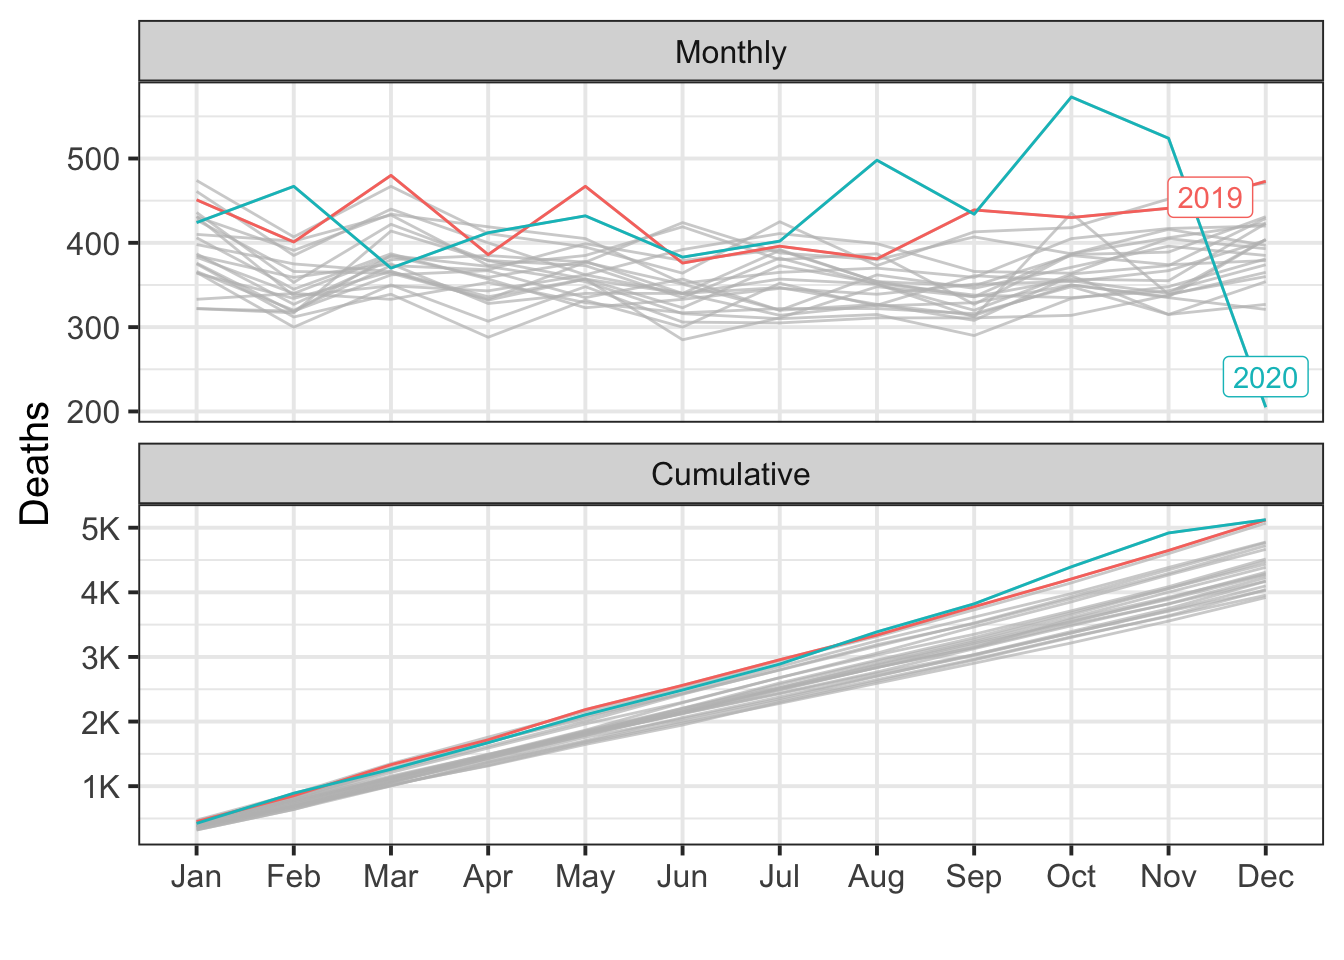 Monthly
500
400
300
200
2019
2020
Deaths
Cumulative
5K
4K
3K
2K
1K
Jan Feb Mar Apr May Jun Jul Aug Sep Oct Nov Dec